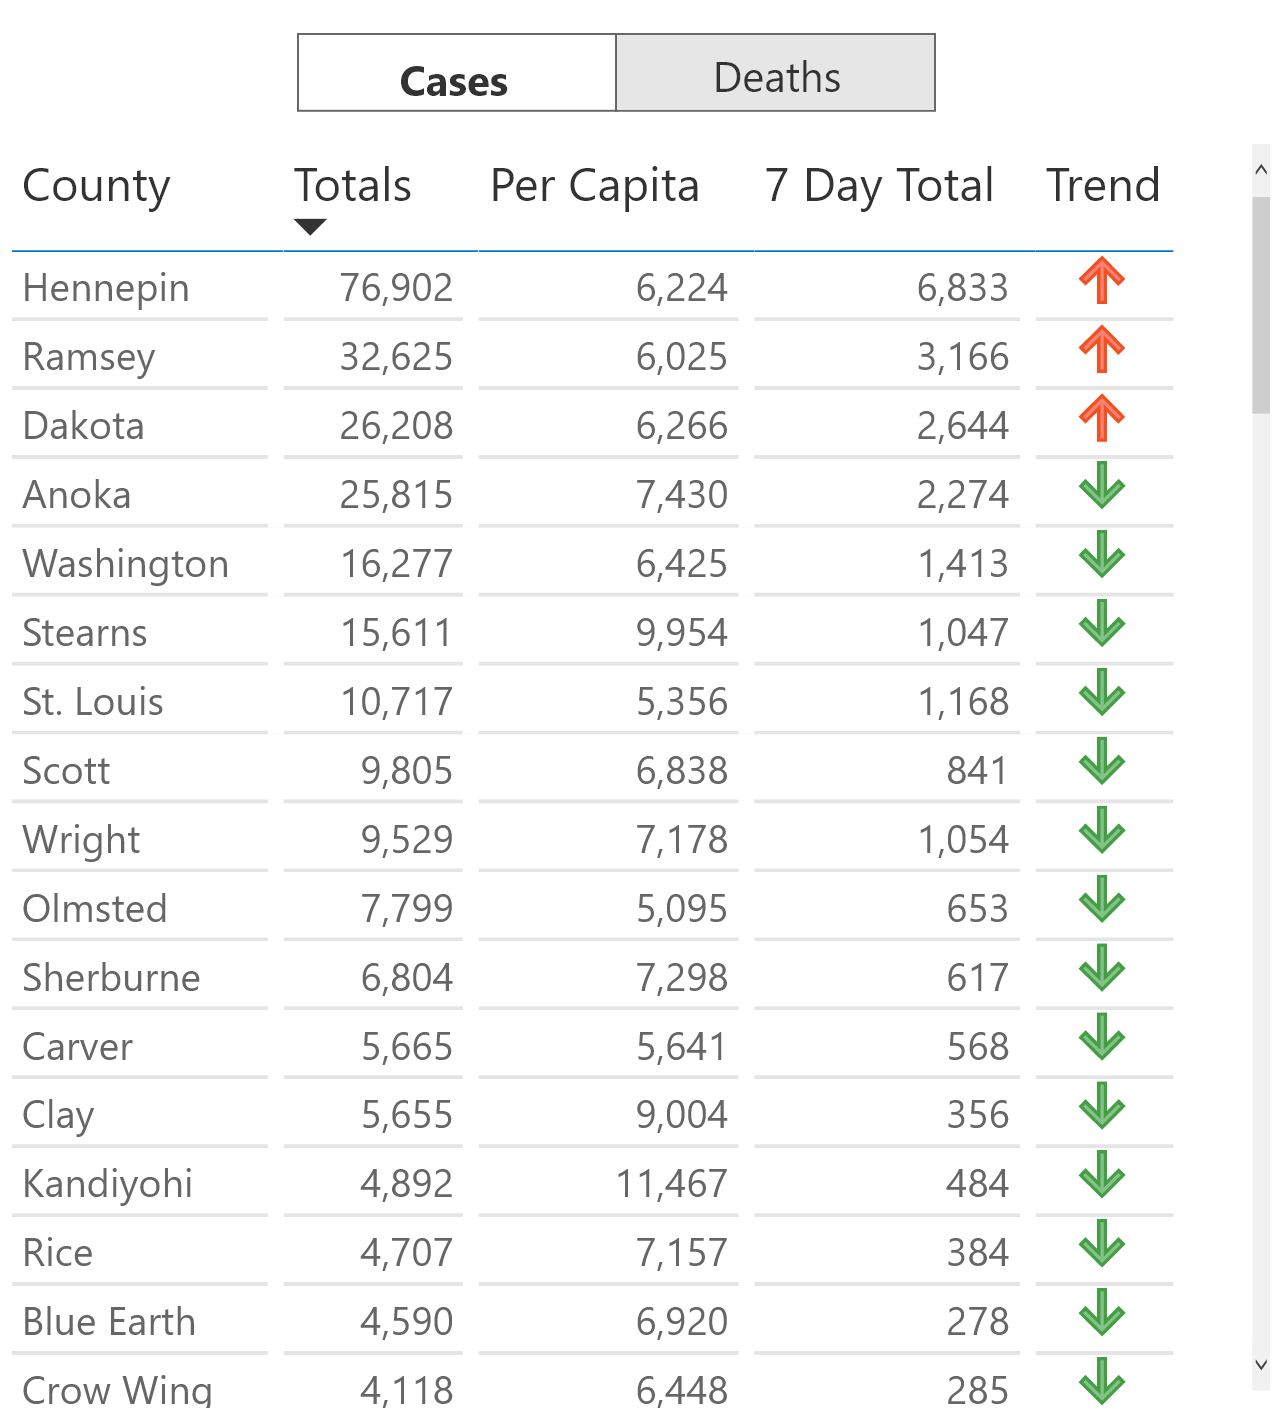 Cases Deaths
County Totals Per Capita 7 Day Total Trend
Hennepin 76,902 6,224 6,833
Ramsey 32,625 6,025 3,166
Dakota 26,208 6,266 2,644
Anoka 25,815 7,430 2,274
Washington 16,277 6,425 1,413
Stearns 15,611 9,954 1,047
St. Louis 10,717 5,356 1,168
Scott 9,805 6,838 841
Wright 9,529 7,178 1,054
Olmsted 7,799 5,095 653
Sherburne 6,804 7,298 617
Carver 5,665 5,641 568
Clay 5,655 9,004 356
Kandiyohi 4,892 11,467 484
Rice 4,707 7,157 384
Blue Earth 4,590 6,920 278
Crow Wing 4,118 6,448 285